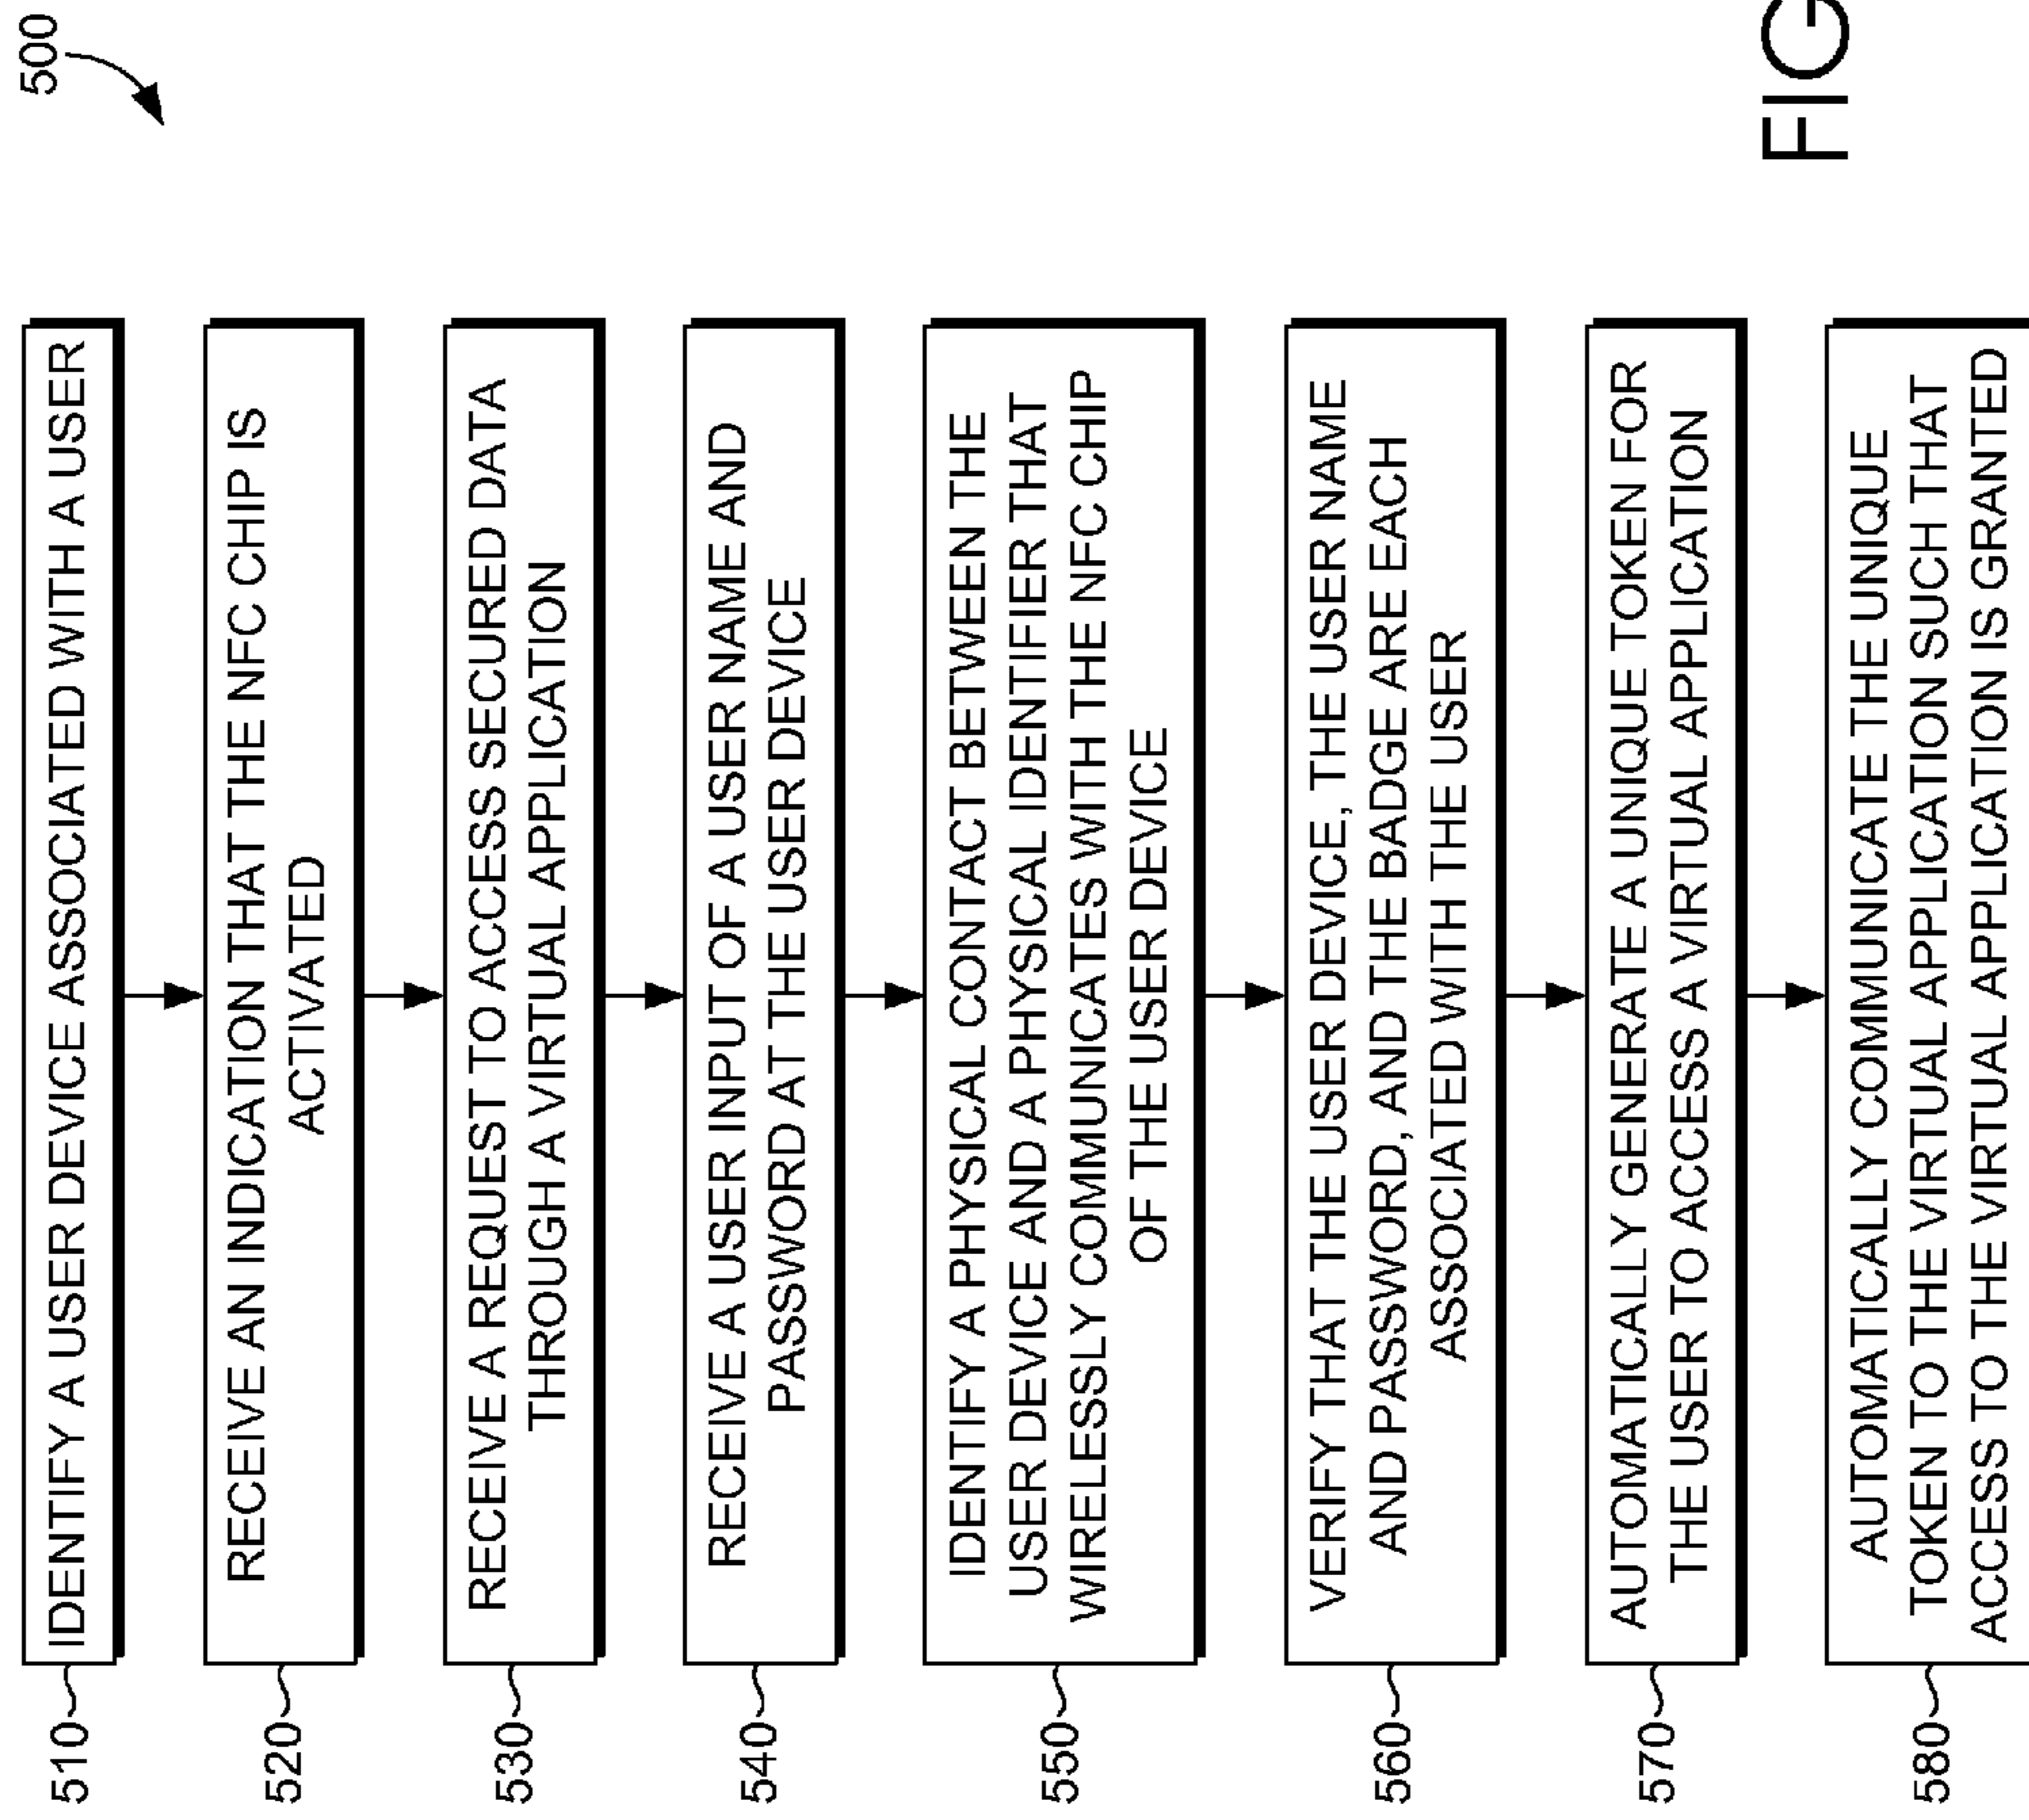 500
510
IDENTIFY A USER DEVICE ASSOCIATED WITH A USER
520
RECEIVE AN INDICATION THAT THE NFC CHIP IS
ACTIVATED
530
RECEIVE A REQUEST TO ACCESS SECURED DATA
THROUGH A VIRTUAL APPLICATION
540
RECEIVE A USER INPUT OF A USER NAME AND
PASSWORD AT THE USER DEVICE
550
IDENTIFY A PHYSICAL CONTACT BETWEEN THE
USER DEVICE AND A PHYSICAL IDENTIFIER THAT
WIRELESSLY COMMUNICATES WITH THE NFC CHIP
OF THE USER DEVICE
560
VERIFY THAT THE USER DEVICE, THE USER NAME
AND PASSWORD, AND THE BADGE ARE EACH
ASSOCIATED WITH THE USER
570
AUTOMATICALLY GENERATE A UNIQUE TOKEN FOR
THE USER TO ACCESS A VIRTUAL APPLICATION
580
AUTOMATICALLY COMMUNICATE THE UNIQUE
TOKEN TO THE VIRTUAL APPLICATION SUCH THAT
ACCESS TO THE VIRTUAL APPLICATION IS GRANTED
FIG